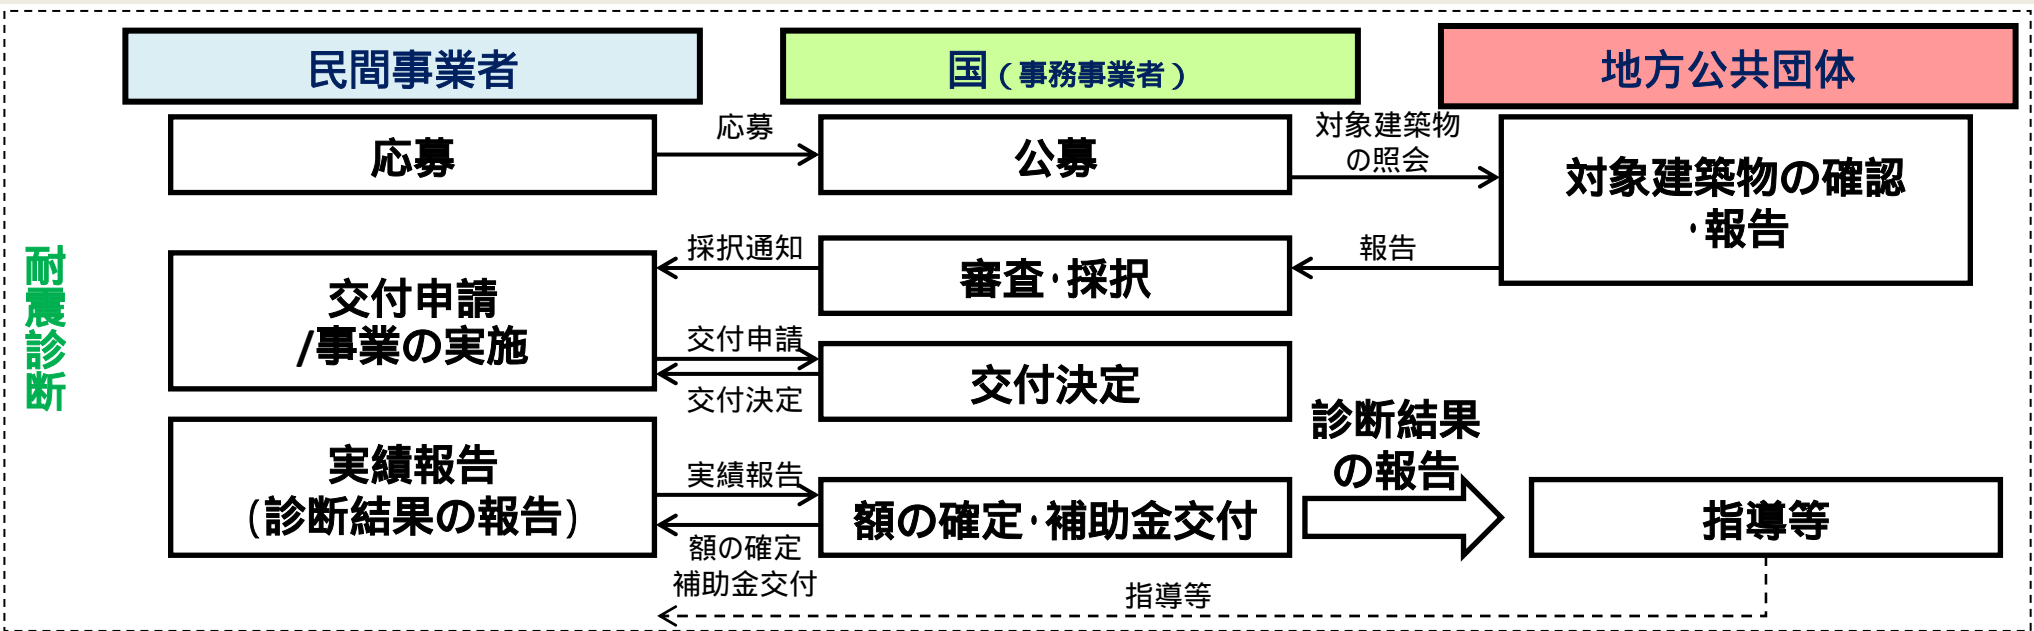 民間事業者
国（事務事業者）
地方公共団体
耐震診断
応募
応募
公募
対象建築物
の照会
対象建築物の確認
・報告
採択通知
審査・採択
報告
交付申請
/事業の実施
交付申請
交付決定
交付決定
実績報告
(診断結果の報告)
実績報告
額の確定
補助金交付
額の確定・補助金交付
診断結果
の報告
指導等
指導等